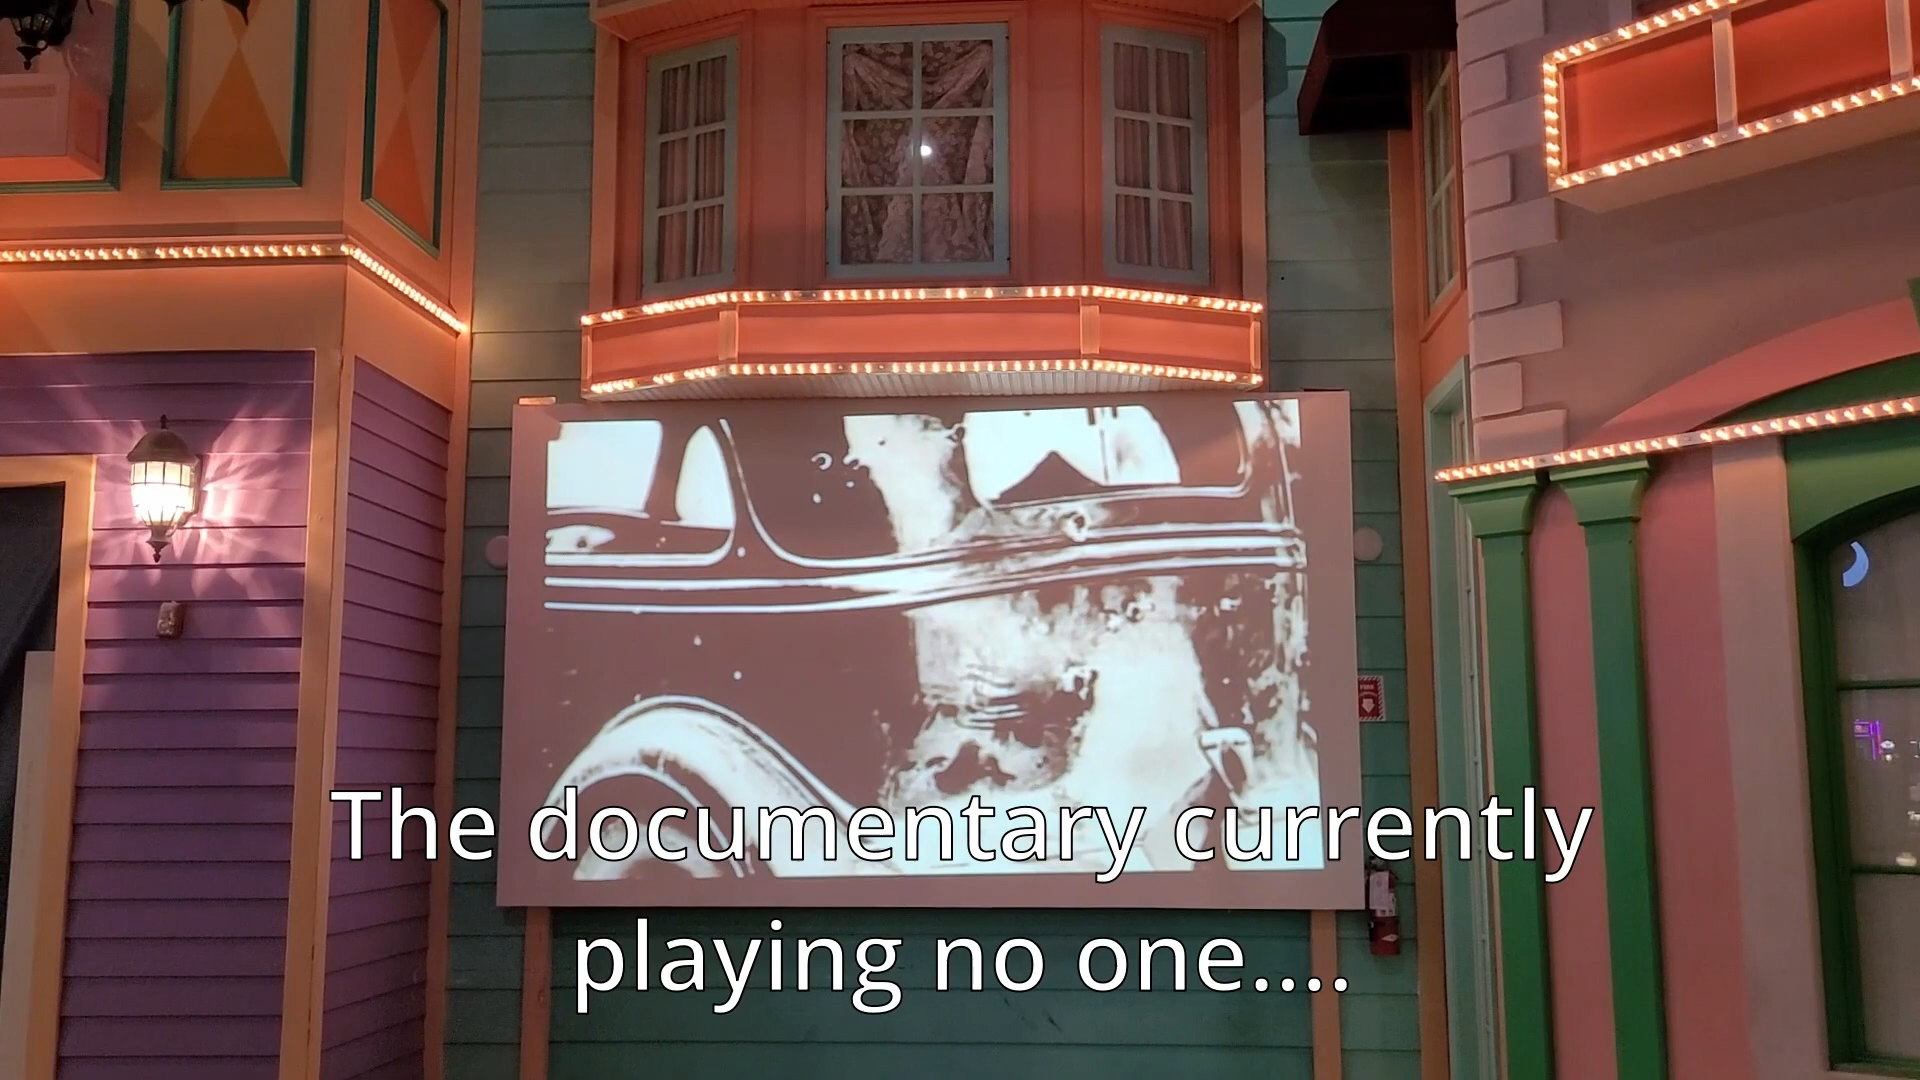 The documentary currently
playing no one....